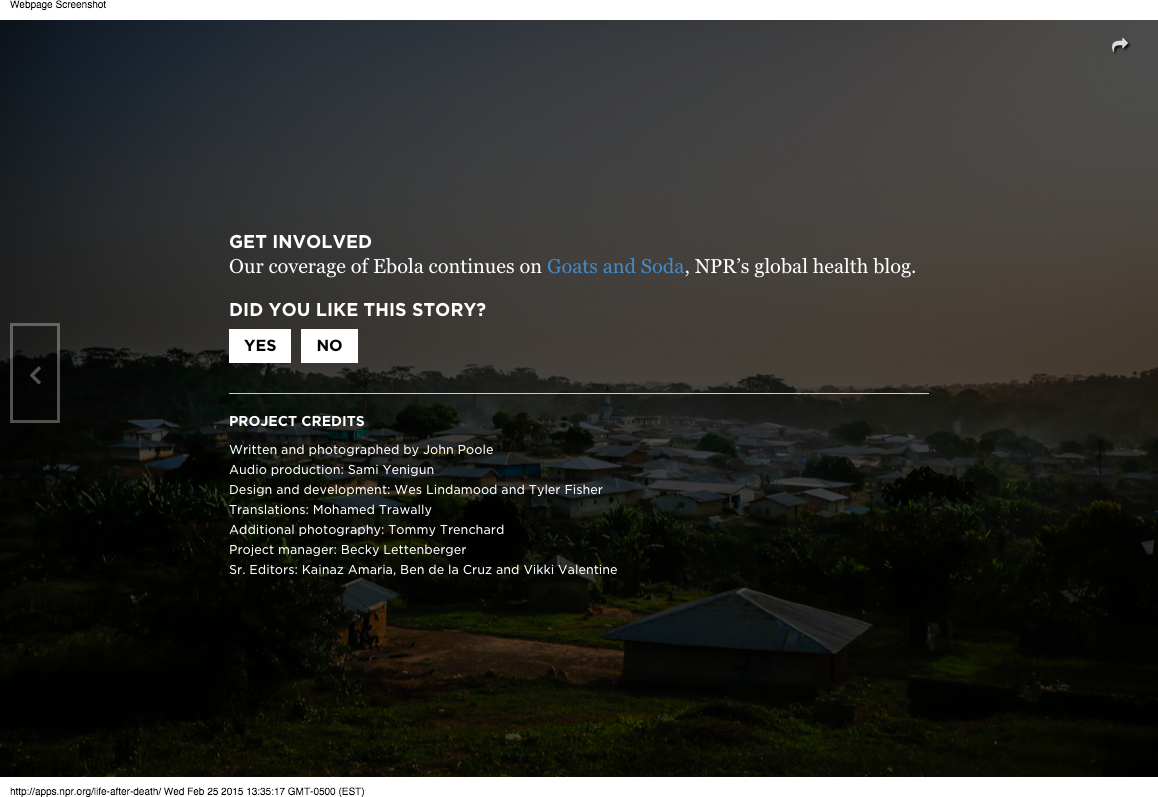 Webpage Screenshot
GET INVOLVED
Our coverage of Ebola continues on Goats and Soda, NPR’s global health blog.
DID YOU LIKE THIS STORY?
YES NO
PROJECT CREDITS
Written and photographed by John Poole
Audio production: Sami Yenigun
Design and development: Wes Lindamood and Tyler Fisher
Translations: Mohamed Trawally
Additional photography: Tommy Trenchard
Project manager: Becky Lettenberger
Sr. Editors: Kainaz Amaria, Ben de la Cruz and Vikki Valentine
http://apps.npr.org/life-after-death/ Wed Feb 25 2015 13:35:17 GMT-0500 (EST)